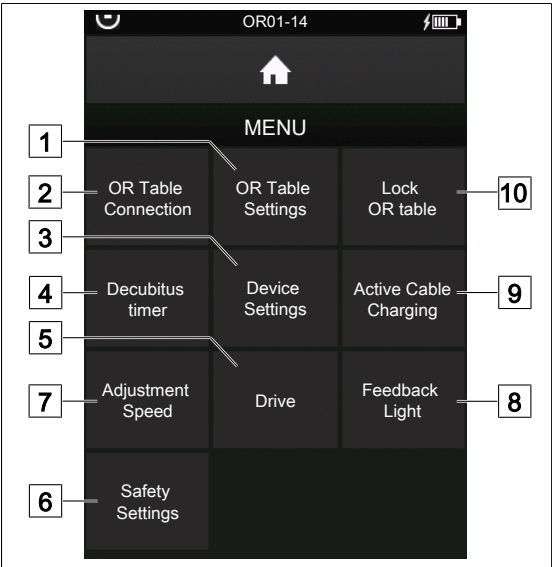 OR01-14
MENU
1
2
OR Table
Connection
OR Table
Settings
Lock
OR table
10
3
4
Decubitus
timer
Device
Settings
Active Cable
Charging
9
5
7
Adjustment
Speed
Drive
Feedback
Light
8
6
Safety
Settings